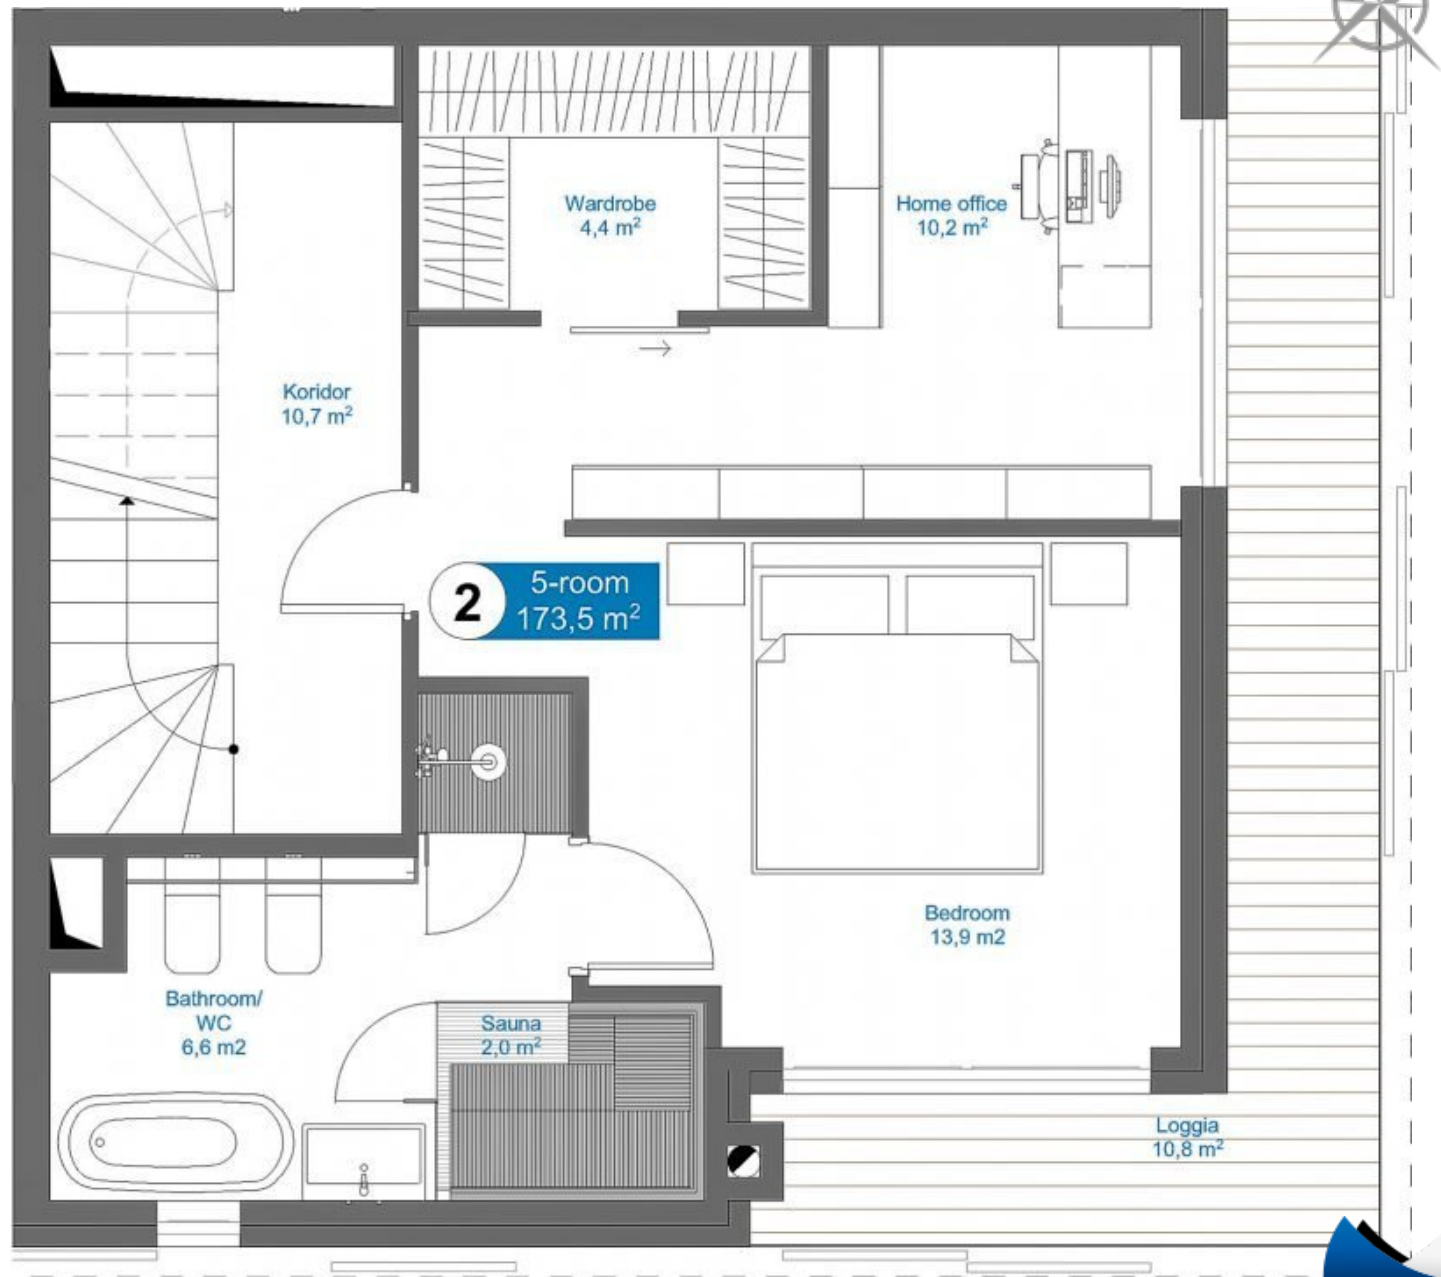 Wardrobe
4,4 m²
Home office
10,2 m²
Koridor
10,7 m²
2
5-room
173,5 m²
Bedroom
13,9 m2
Bathroom/
WC
6,6 m2
Sauna
2,0 m²
Loggia
10,8 m²